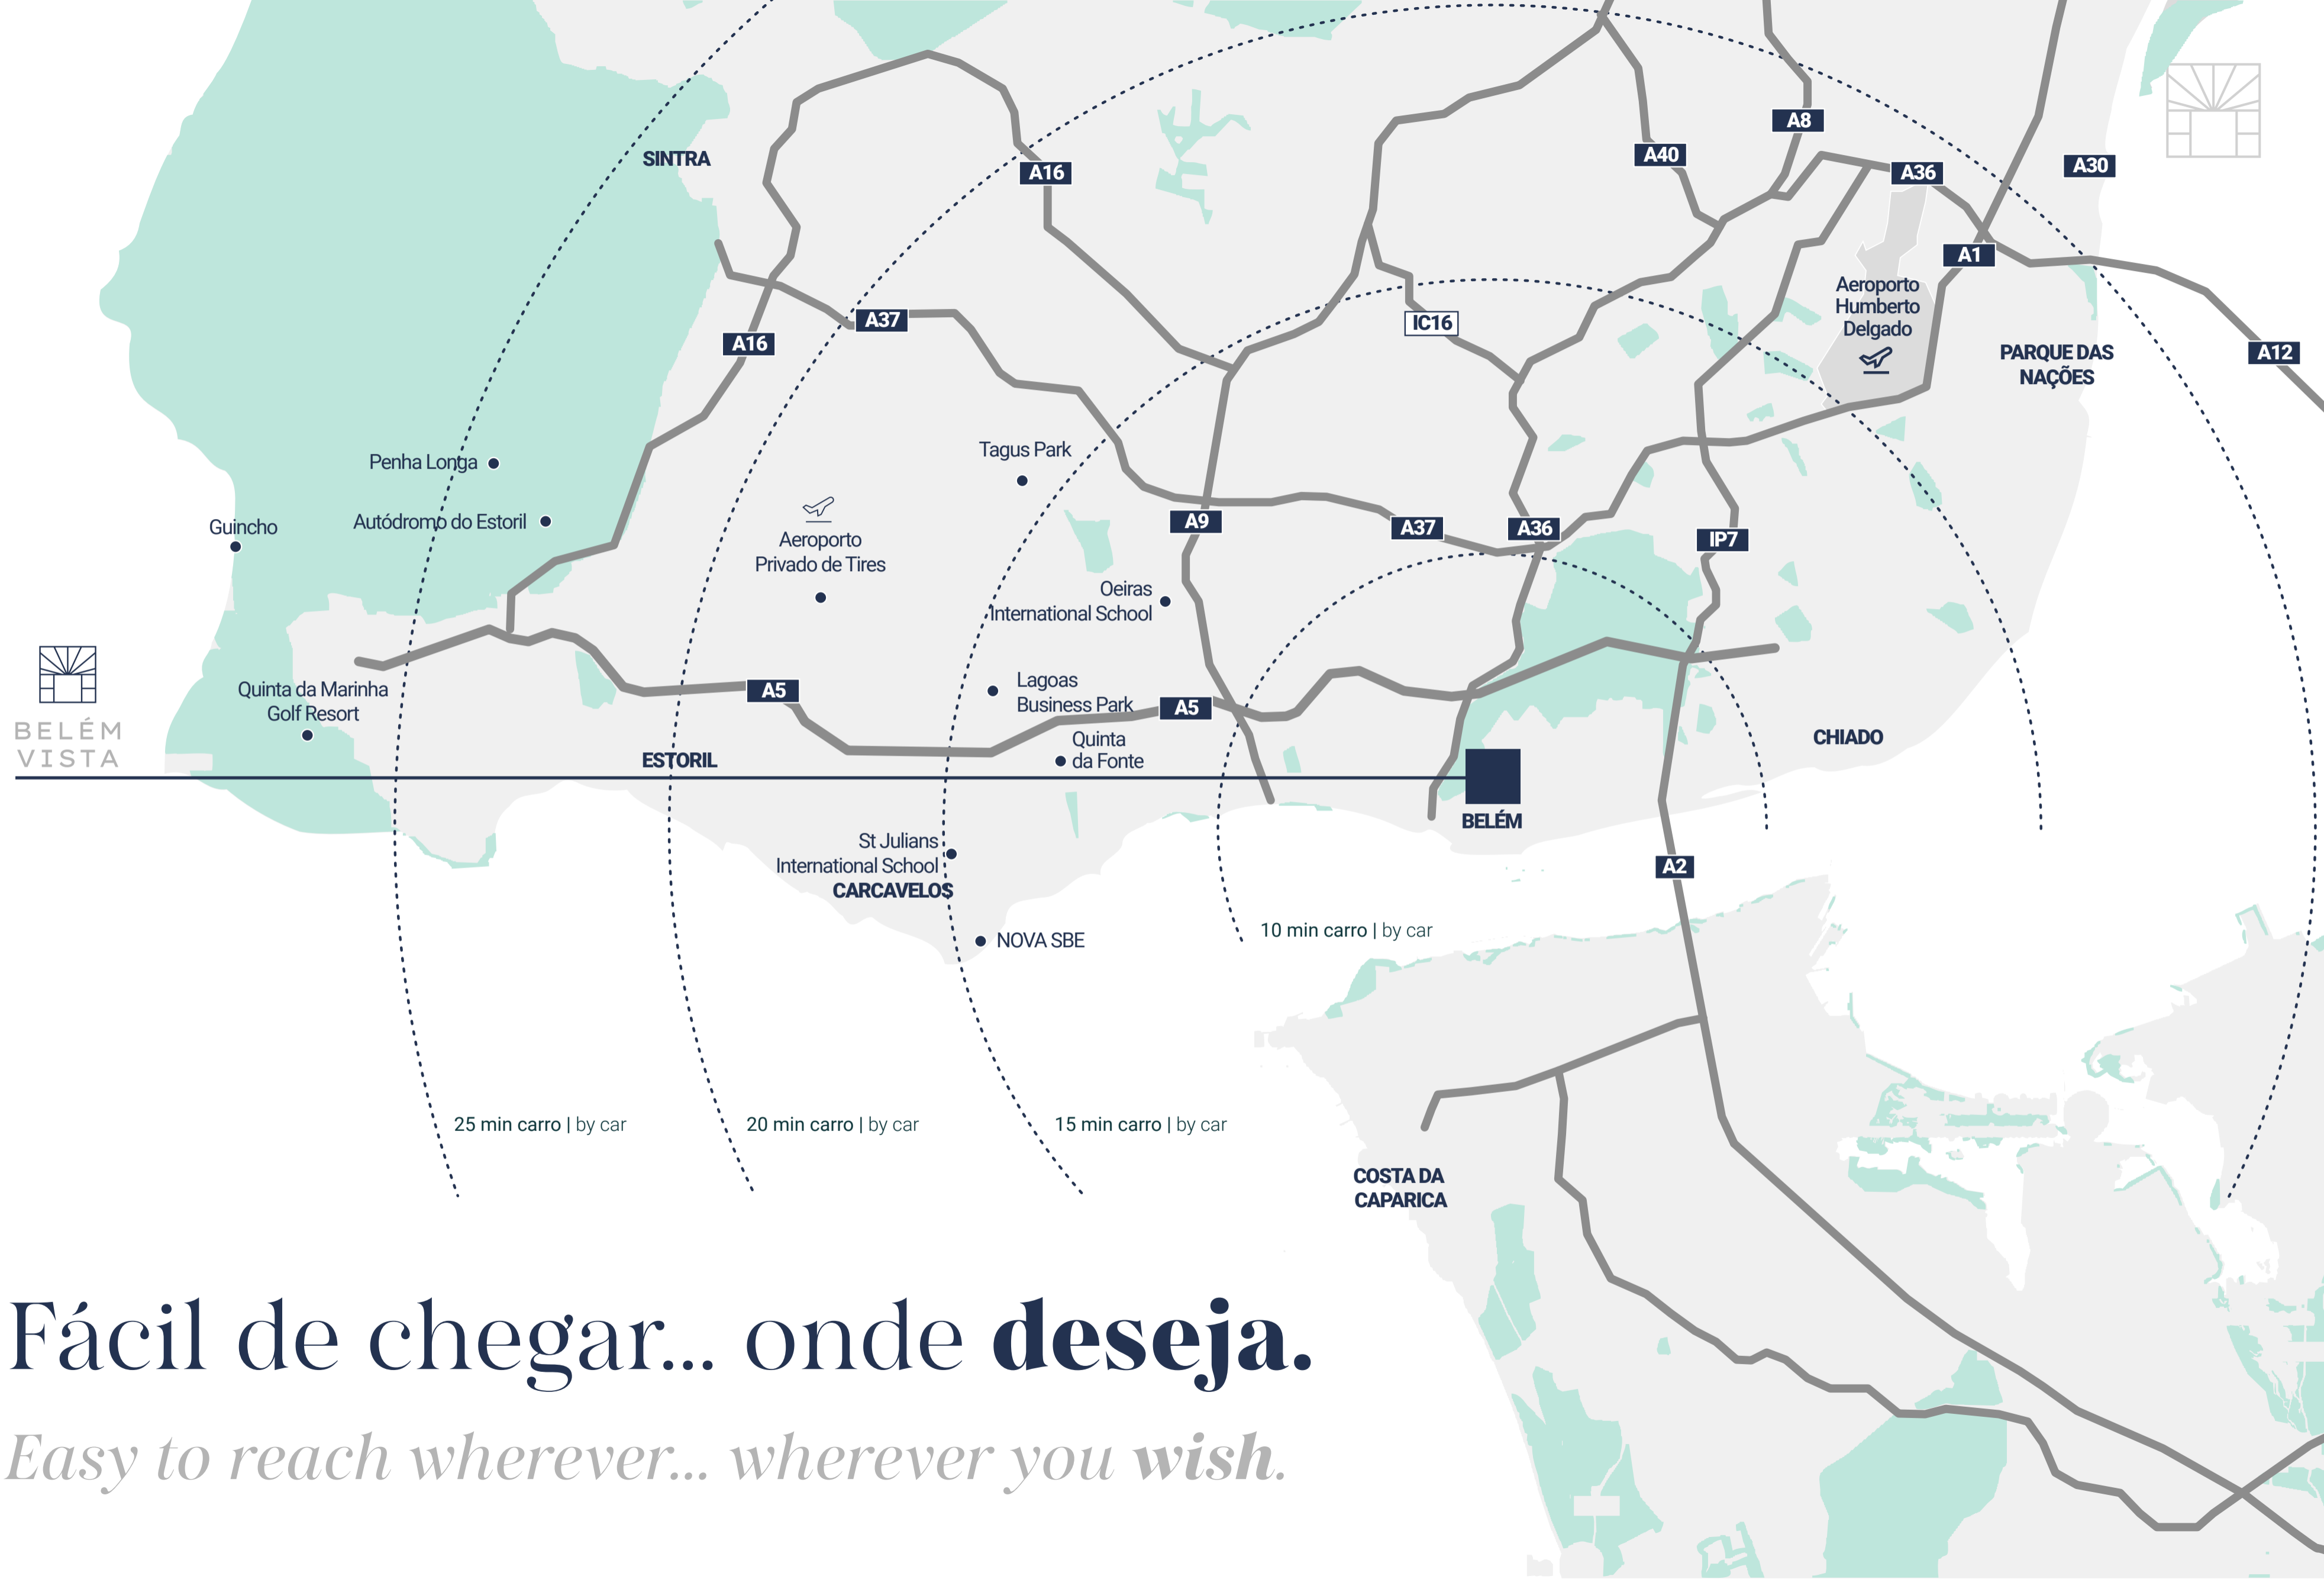 A8
A40
SINTRA
A16
A36
A30
A1
Aeroporto
Humberto
Delgado
A37
IC16
A16
PARQUE DAS
NAÇÕES
A12
Tagus Park
Penha Longa
Guincho
Autódromo do Estoril
Aeroporto
Privado de Tires
A9
A37
A36
IP7
Oeiras
International School
Quinta da Marinha
Golf Resort
A5
Lagoas
Business Park
A5
BELÉM
VISTA
ESTORIL
Quinta
da Fonte
CHIADO
BELÉM
St Julians
International School
CARCAVELOS
A2
NOVA SBE
10 min carro | by car
25 min carro | by car
20 min carro | by car
15 min carro | by car
COSTA DA
CAPARICA
Fácil de chegar... onde deseja.
Easy to reach wherever... wherever you wish.